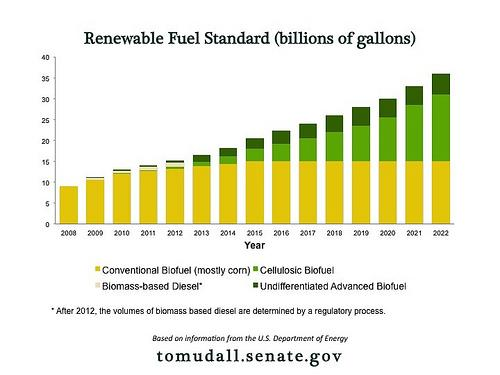 Renewable Fuel Standard (billions of gallons)
40
35
30
25
20
15
10
5
0
2008 2009 2010 2011 2012 2013 2014 2015 2016 2017 2018 2019 2020 2021 2022
Year
Conventional Biofuel (mostly corn) Cellulosic Biofuel
Biomass-based Diesel* Undifferentiated Advanced Biofuel
* After 2012, the volumes of biomass based diesel are determined by a regulatory process.
Based on information from the U.S. Department of Energy
tomudall.senate.gov